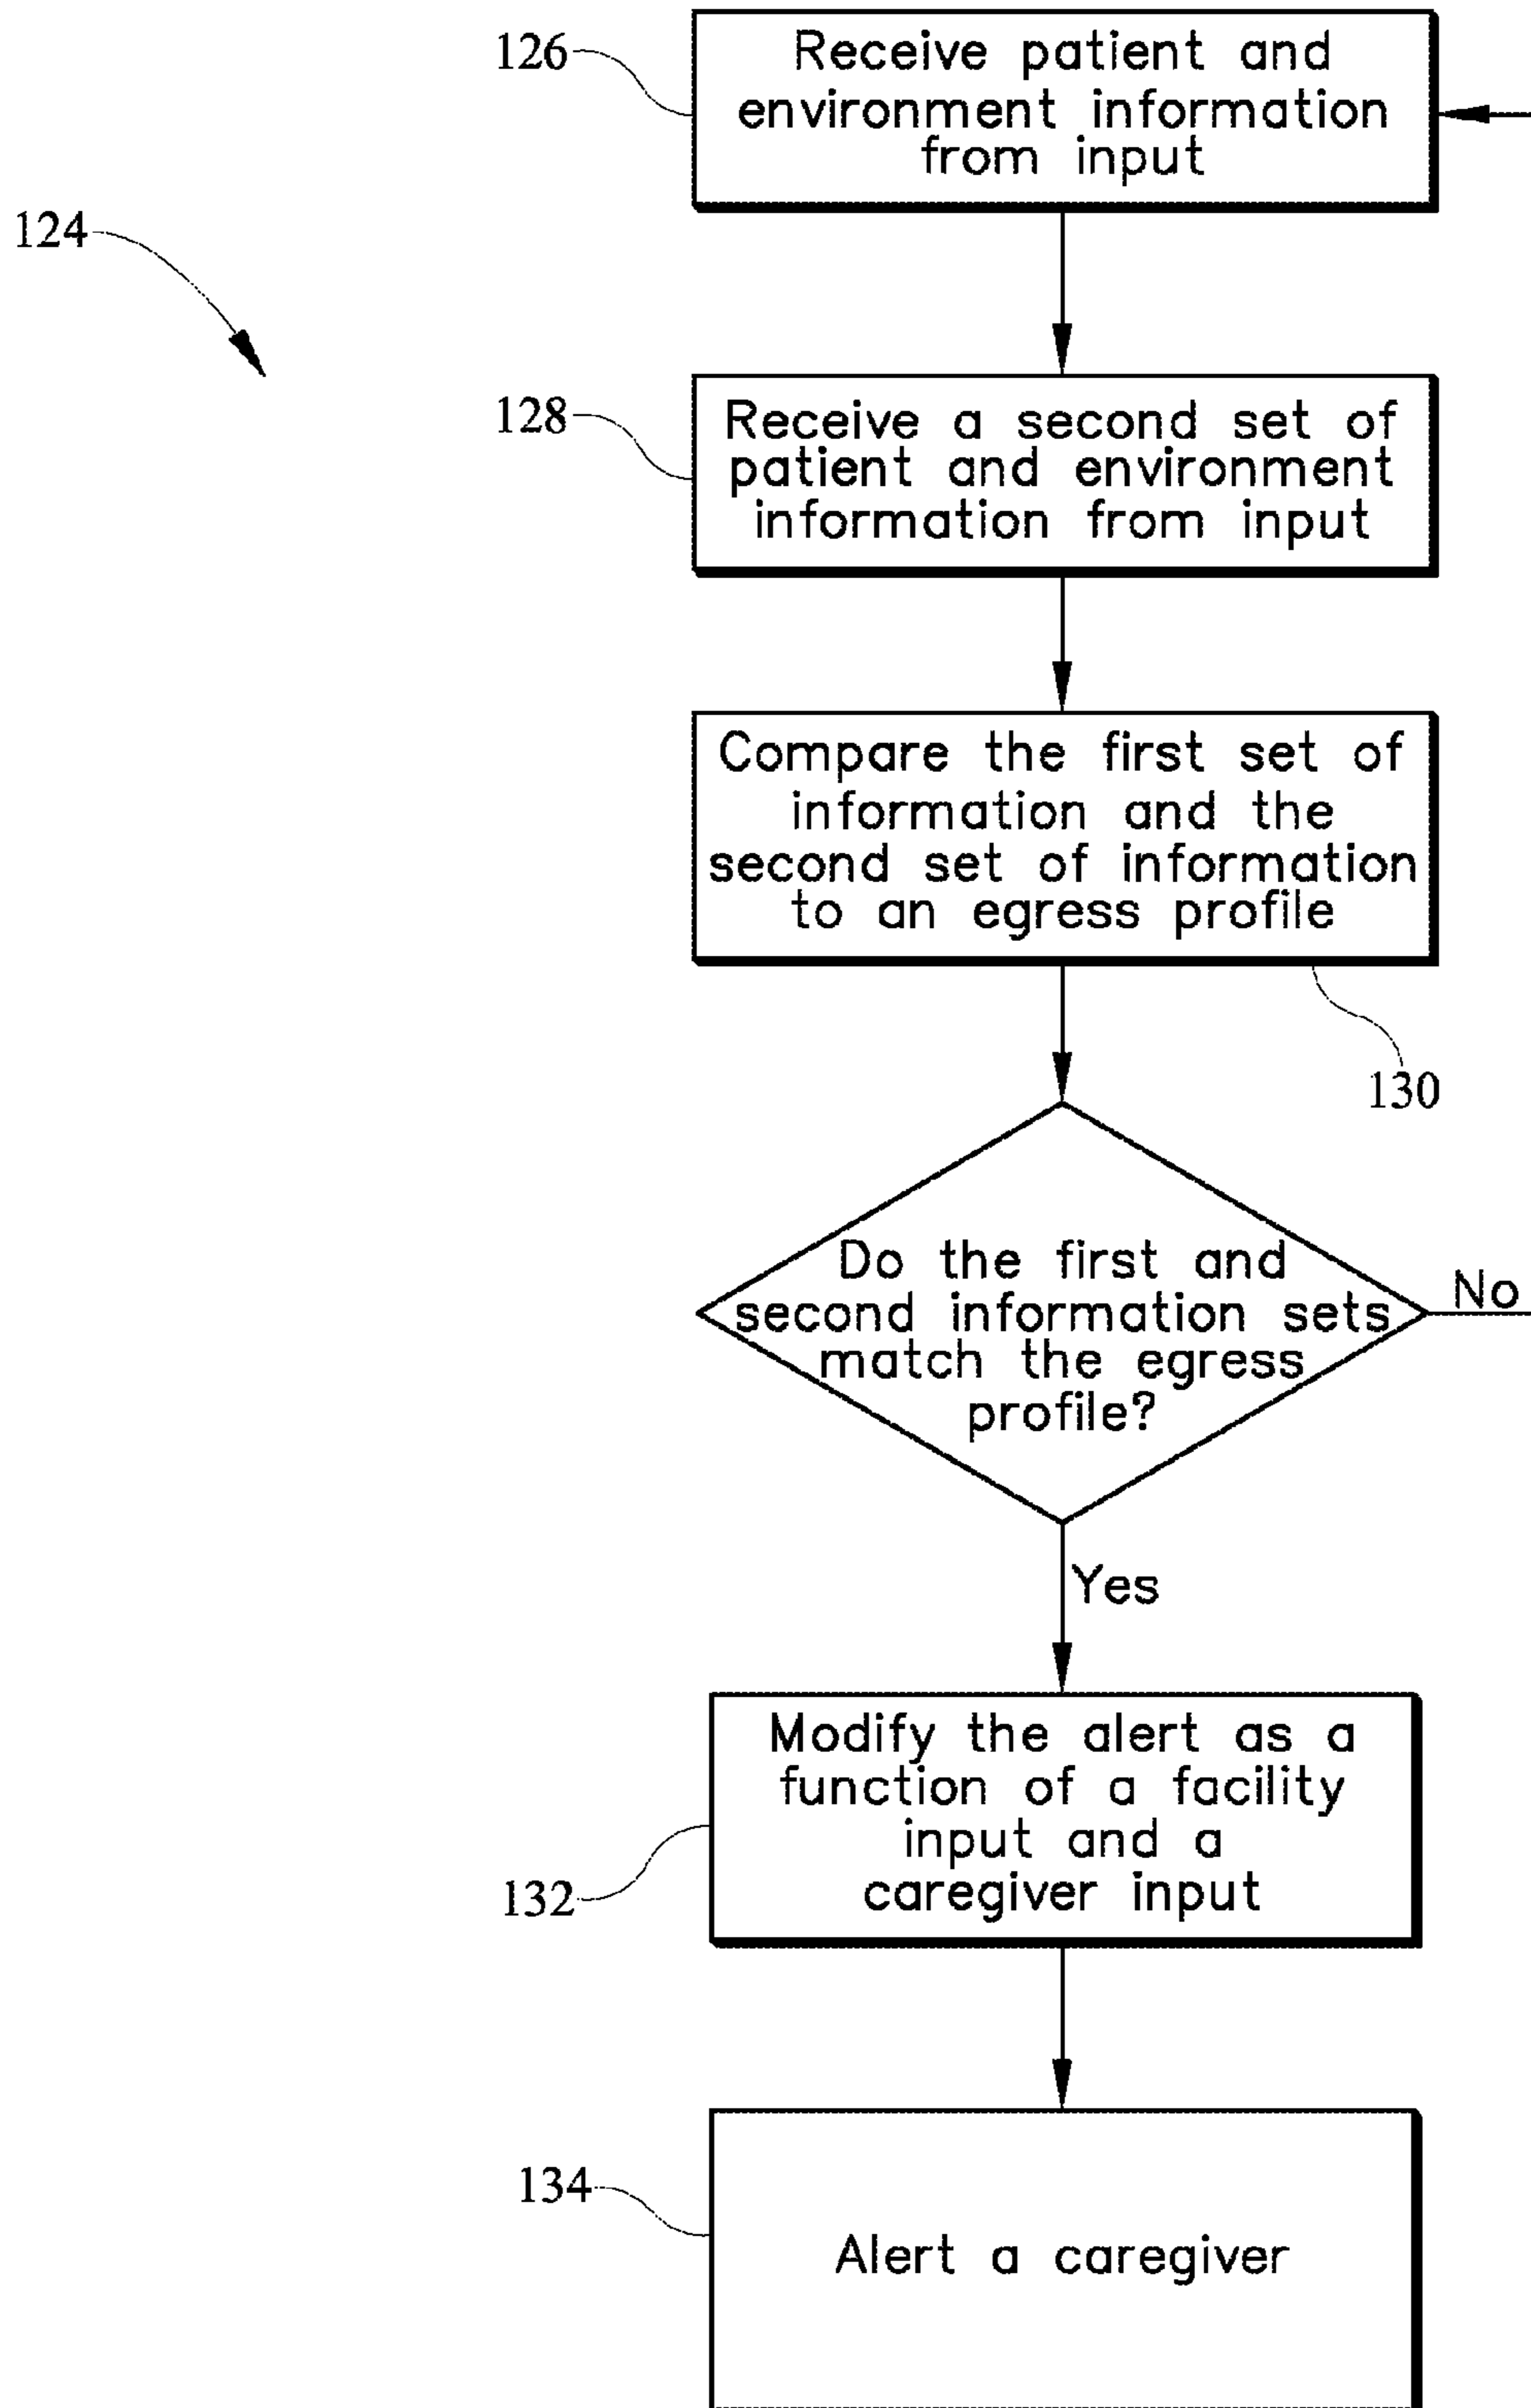 126
Receive patient and
environment information
from input
124
128
Receive a second set of
patient and environment
information from input
Compare the first set of
information and the
second set of information
to an egress profile
130
Do the first and
second information sets
match the egress
profile?
No
Yes
Modify the alert as a
function of a facility
input and a
caregiver input
132
134
Alert a caregiver